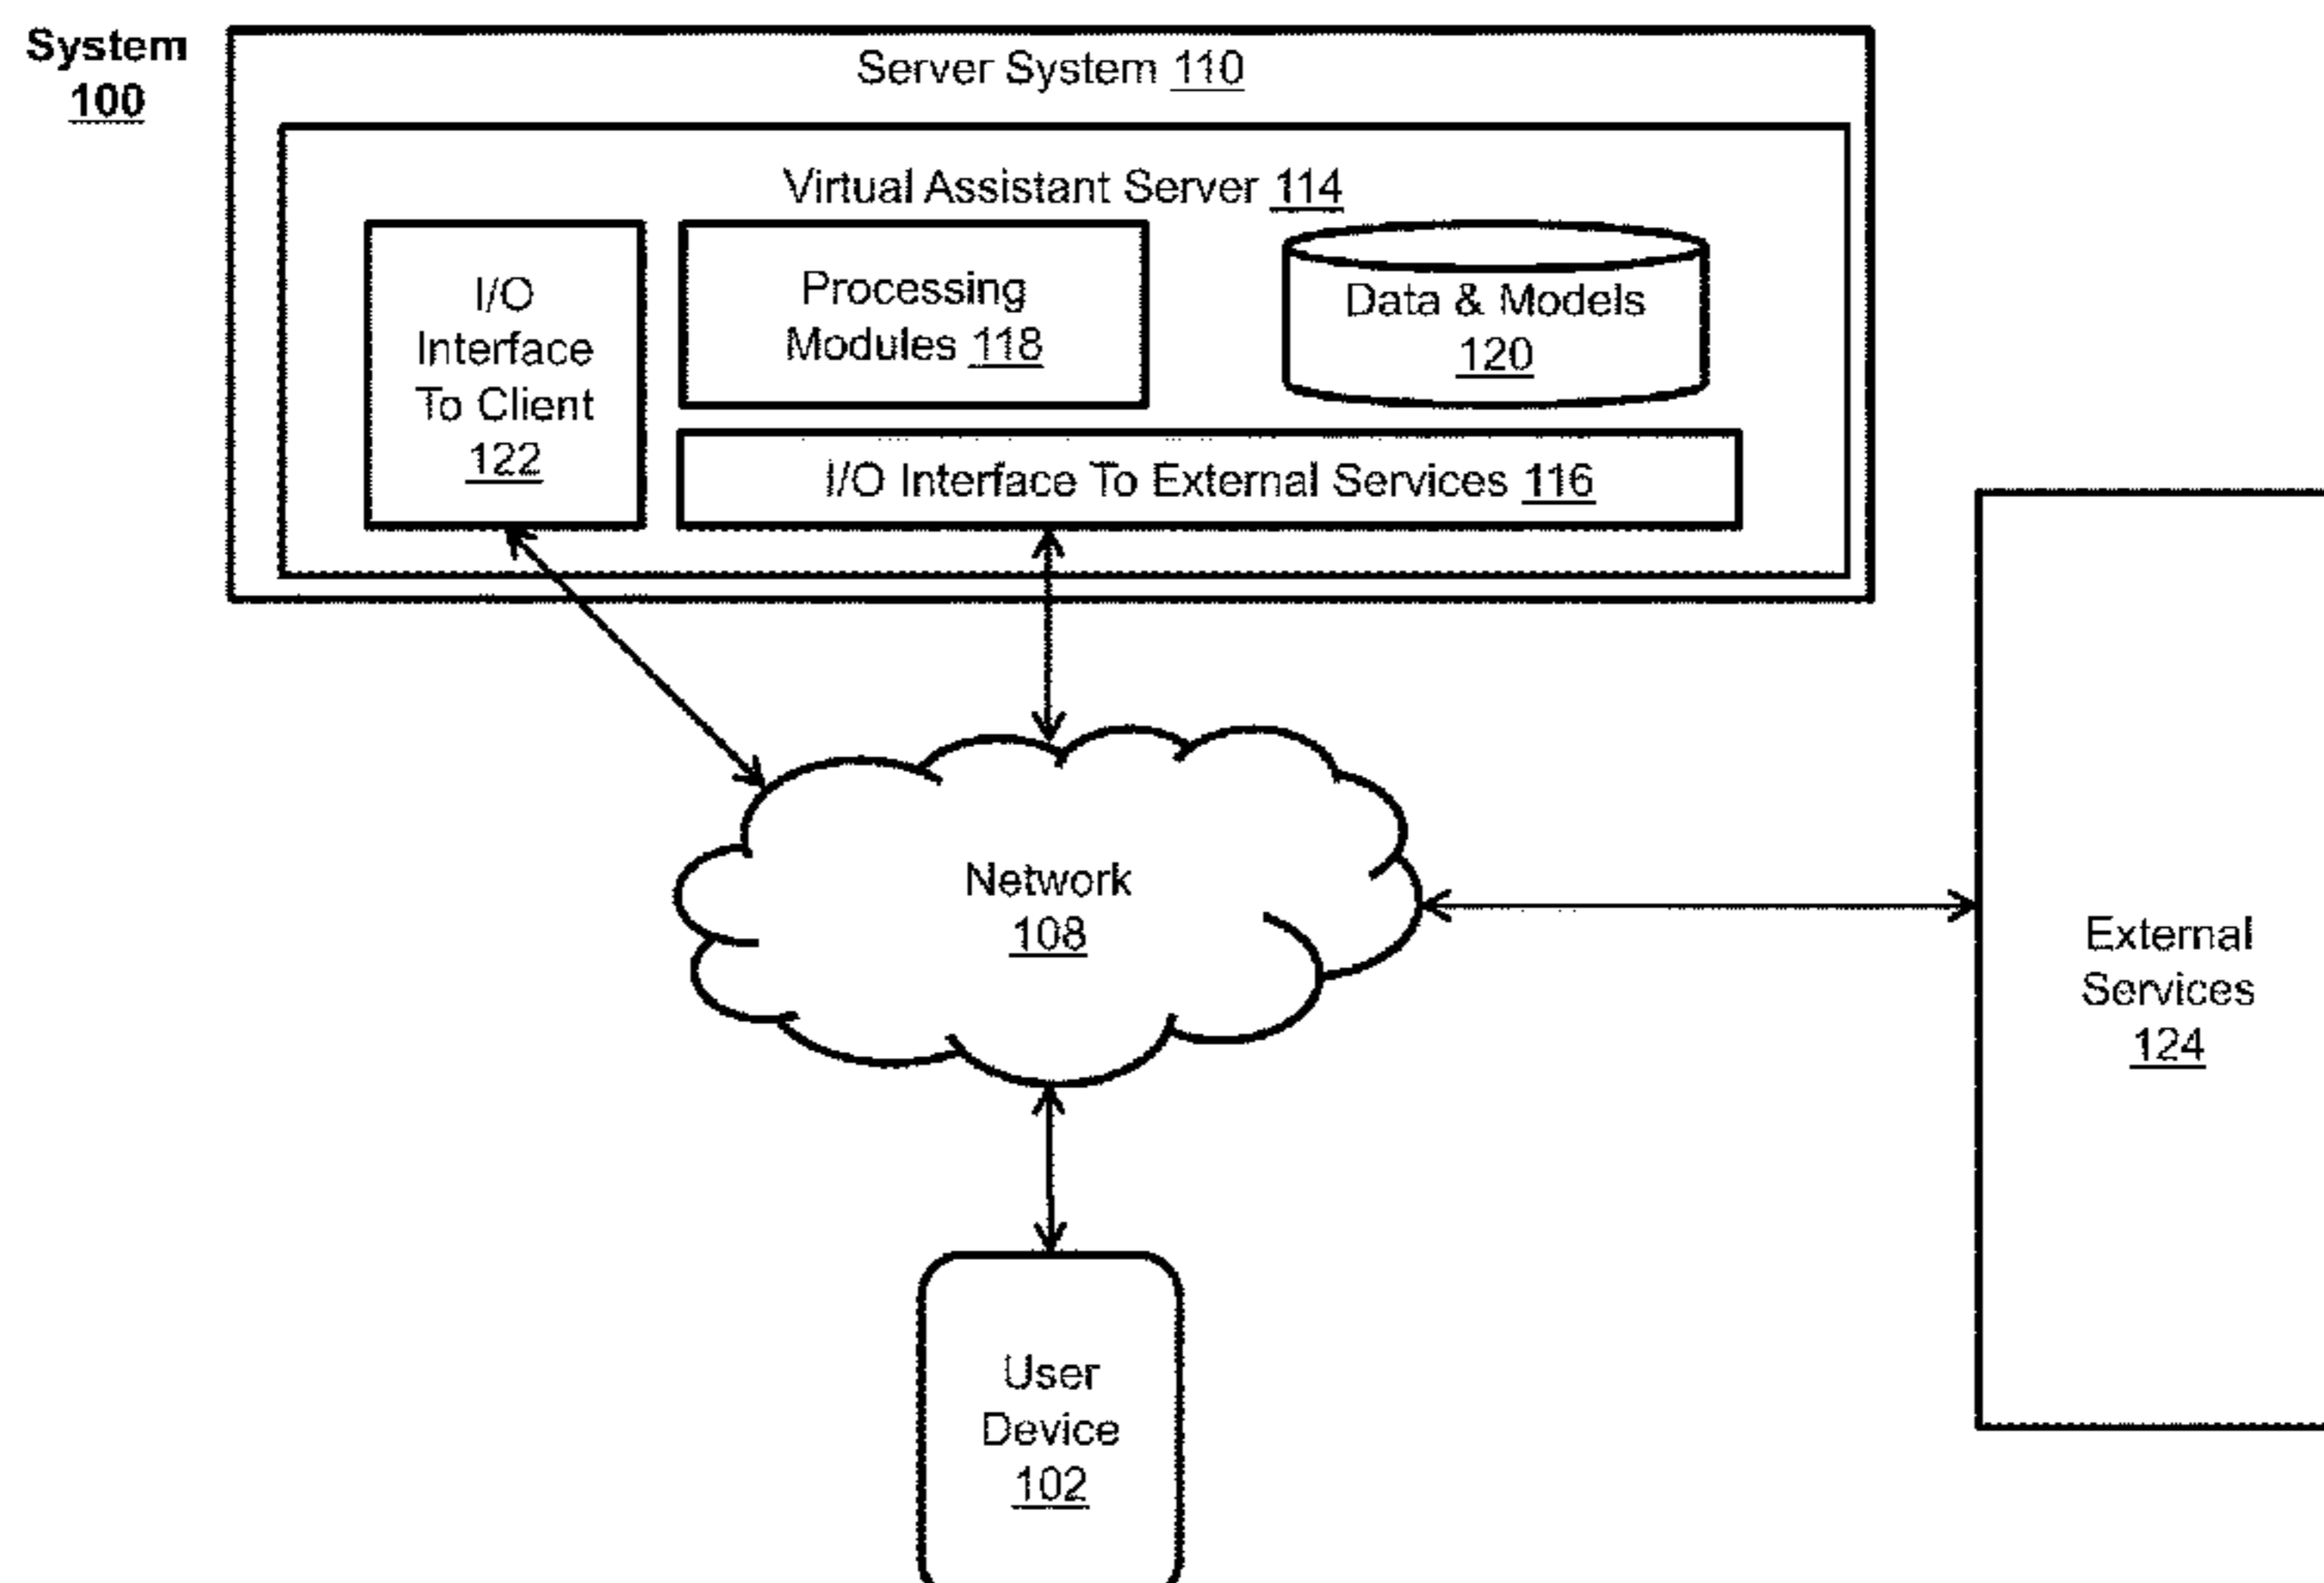 System
100
Server System 110
Virtual Assistant Server 114
I/O
Interface
To Client
122
Processing
Modules 118
Data & Models
120
I/O Interface To External Services 116
Network
108
External
Services
124
User
Device
102